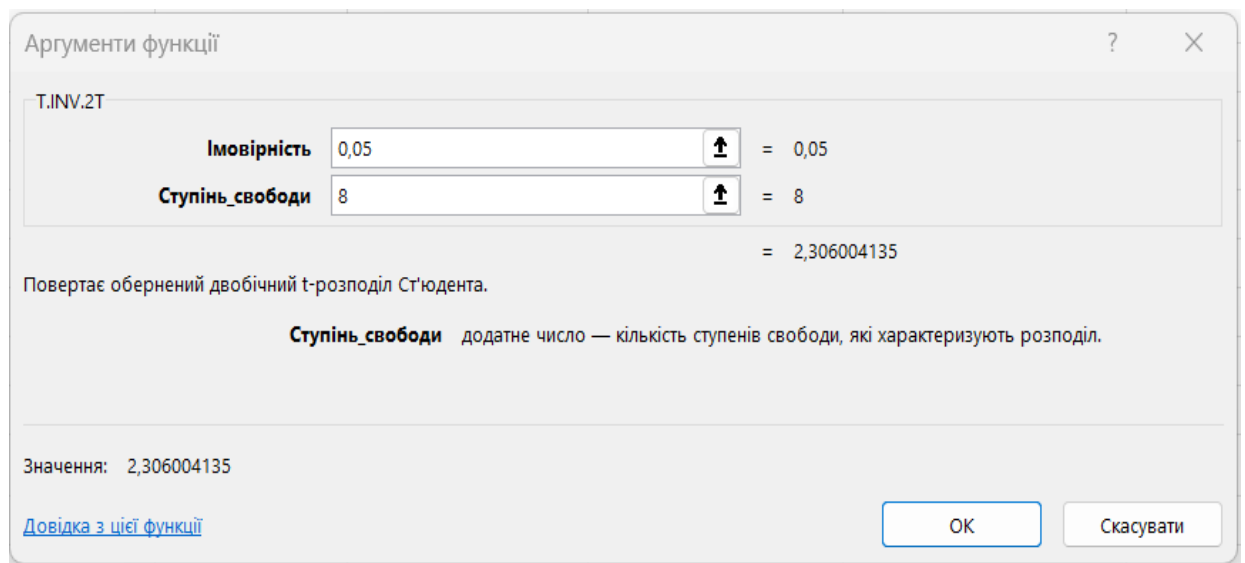 Аргументи функції ? ×
T.INV.2T
Імовірність 0,05 = 0,05
Ступінь_свободи 8 = 8
= 2,306004135
Повертає обернений двобічний t-розподіл Ст'юдента.
Ступінь_свободи додатне число — кількість ступенів свободи, які характеризують розподіл.
Значення: 2,306004135
Довідка з цієї функції ОК Скасувати